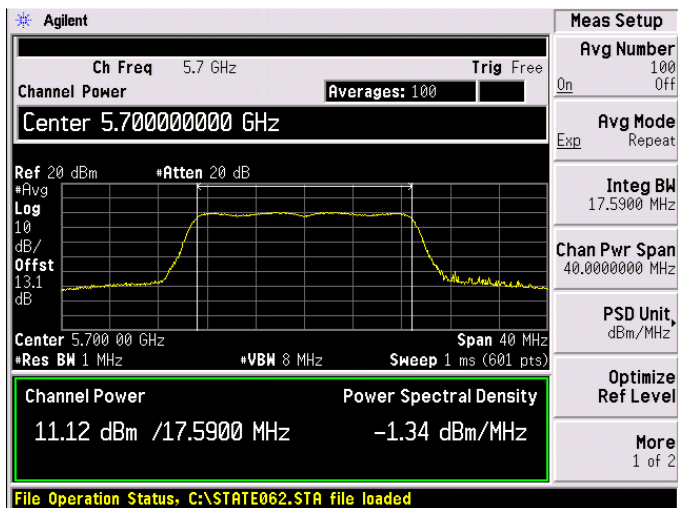 Agilent
Ch Freq 5.7 GHz Trig Free
Channel Power Averages: 100
Center 5.700000000 GHz
Ref 20 dBm #Atten 20 dB
#Avg
Log
10
dB/
Offst
13.1
dB
Center 5.700 00 GHz Span 40 MHz
#Res BW 1 MHz #VBW 8 MHz Sweep 1 ms (601 pts)
Channel Power Power Spectral Density
11.12 dBm /17.5900 MHz -1.34 dBm/MHz
File Operation Status, C:\STATE062.STA file loaded
Meas Setup
Avg Number
100
On Off
Avg Mode
Exp Repeat
Integ BW
17.5900 MHz
Chan Pwr Span
40.0000000 MHz
PSD Unit
dBm/MHz
Optimize
Ref Level
More
1 of 2